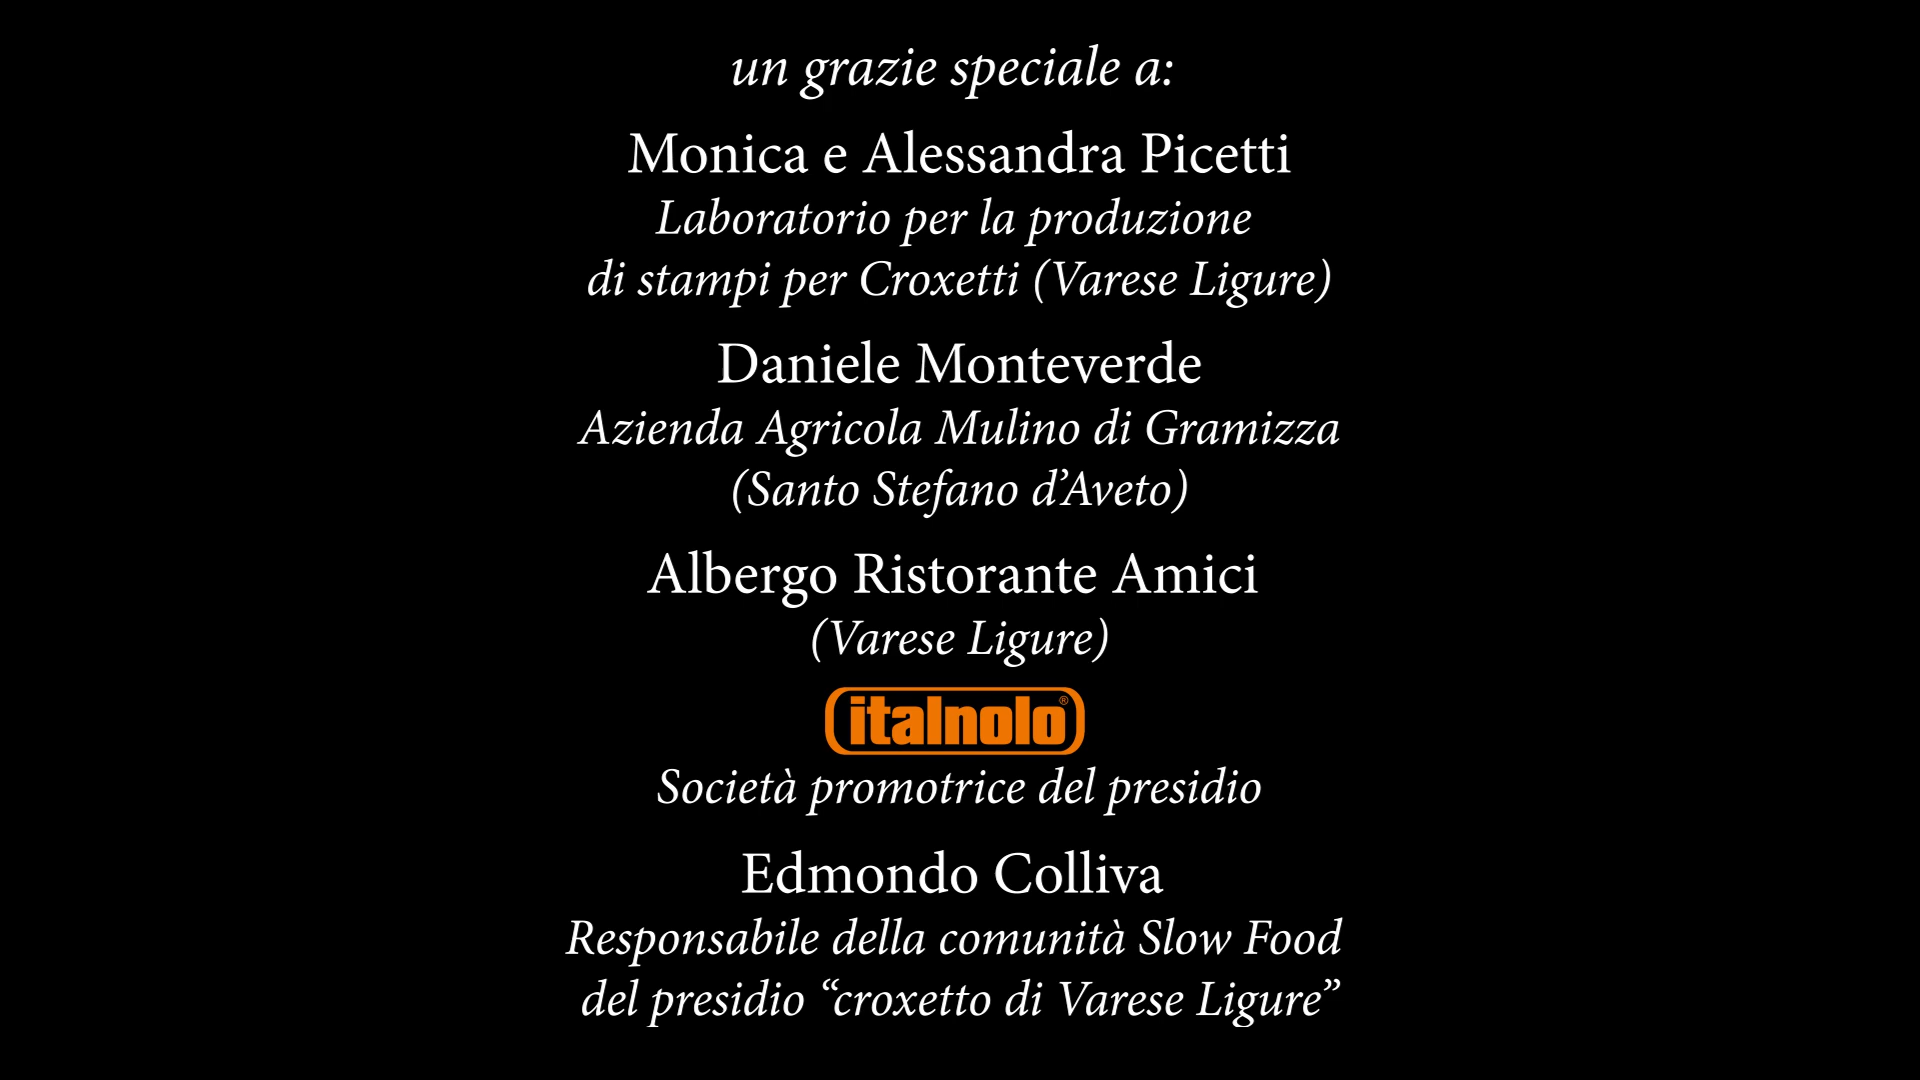 un grazie speciale a:
Monica e Alessandra Picetti
Laboratorio per la produzione
di stampi per Croxetti (Varese Ligure)
Daniele Monteverde
Azienda Agricola Mulino di Gramizza
(Santo Stefano d’Aveto)
Albergo Ristorante Amici
(Varese Ligure)
italnolo®
Società promotrice del presidio
Edmondo Colliva
Responsabile della comunità Slow Food
del presidio “croxetto di Varese Ligure”